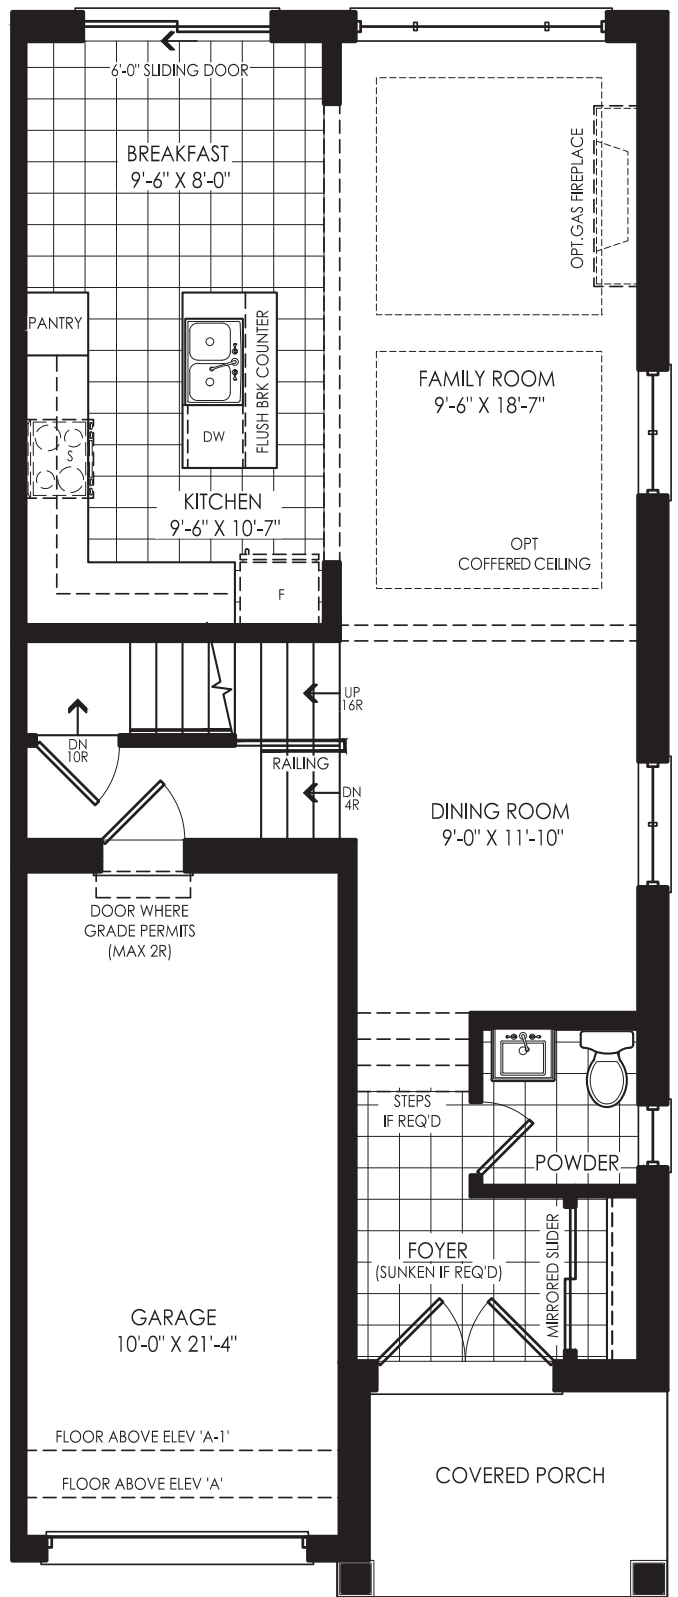 6'-0" SLIDING DOOR
BREAKFAST
9'-6" X 8'-0"
OPT.GAS FIREPLACE
PANTRY
FLUSH BRK COUNTER
DW
S
FAMILY ROOM
9'-6" X 18'-7"
KITCHEN
9'-6" X 10'-7"
OPT
COFFERED CEILING
F
UP
16R
DN
10R
RAILING
DN
4R
DINING ROOM
9'-0" X 11'-10"
DOOR WHERE
GRADE PERMITS
(MAX 2R)
STEPS
IF REQ'D
POWDER
FOYER
(SUNKEN IF REQ'D)
MIRRORED SLIDER
GARAGE
10'-0" X 21'-4"
FLOOR ABOVE ELEV 'A-1'
FLOOR ABOVE ELEV 'A'
COVERED PORCH